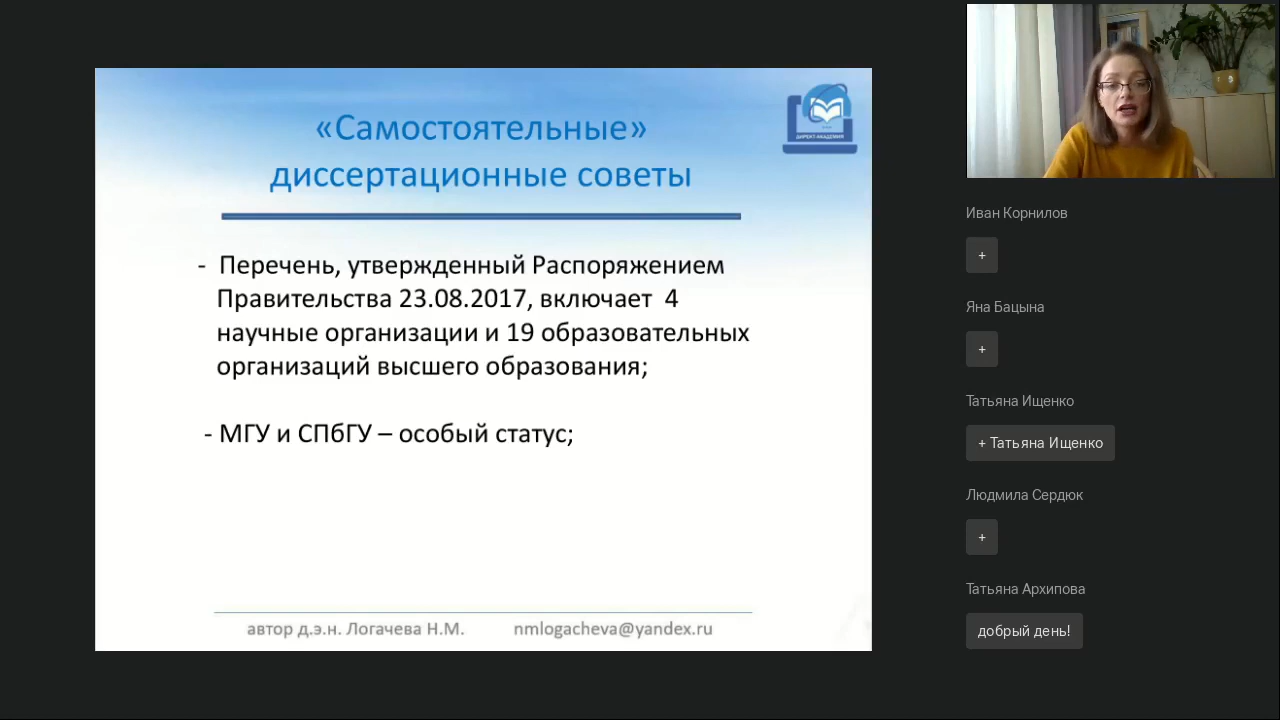 «Самостоятельные»
диссертационные советы
ДИРЕКТ-АКАДЕМИЯ
- Перечень, утвержденный Распоряжением
Правительства 23.08.2017, включает 4
научные организации и 19 образовательных
организаций высшего образования;
- МГУ и СПбГУ – особый статус;
автор д.э.н. Логачева Н.М. nmlogacheva@yandex.ru
Иван Корнилов
+
Яна Бацына
+
Татьяна Ищенко
+ Татьяна Ищенко
Людмила Сердюк
+
Татьяна Архипова
добрый день!